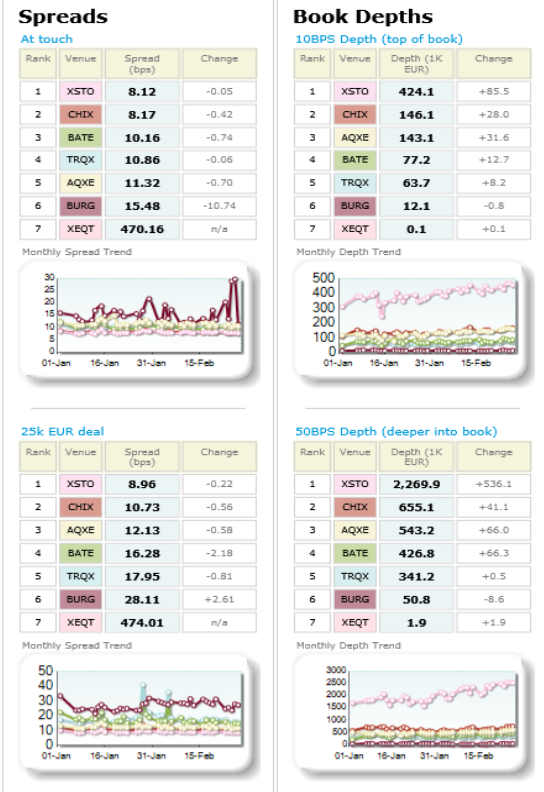 Spreads
At touch
Rank Venue Spread (bps) Change
1 XSTO 8.12 -0.05
2 CHIX 8.17 -0.42
3 BATE 10.16 -0.74
4 TRQX 10.86 -0.06
5 AQXE 11.32 -0.70
6 BURG 15.48 -10.74
7 XEQT 470.16 n/a
Monthly Spread Trend
30
25
20
15
10
5
0
01-Jan 16-Jan 31-Jan 15-Feb
25k EUR deal
Rank Venue Spread (bps) Change
1 XSTO 8.96 -0.22
2 CHIX 10.73 -0.56
3 AQXE 12.13 -0.58
4 BATE 16.28 -2.18
5 TRQX 17.95 -0.81
6 BURG 28.11 +2.61
7 XEQT 474.01 n/a
Monthly Spread Trend
50
40
30
20
10
0
01-Jan 16-Jan 31-Jan 15-Feb
Book Depths
10BPS Depth (top of book)
Rank Venue Depth (1K EUR) Change
1 XSTO 424.1 +85.5
2 CHIX 146.1 +28.0
3 AQXE 143.1 +31.6
4 BATE 77.2 +12.7
5 TRQX 63.7 +8.2
6 BURG 12.1 -0.8
7 XEQT 0.1 +0.1
Monthly Depth Trend
500
400
300
200
100
0
01-Jan 16-Jan 31-Jan 15-Feb
50BPS Depth (deeper into book)
Rank Venue Depth (1K EUR) Change
1 XSTO 2,269.9 +536.1
2 CHIX 655.1 +41.1
3 AQXE 543.2 +66.0
4 BATE 426.8 +66.3
5 TRQX 341.2 +0.5
6 BURG 50.8 -8.6
7 XEQT 1.9 +1.9
Monthly Depth Trend
3000
2500
2000
1500
1000
500
0
01-Jan 16-Jan 31-Jan 15-Feb